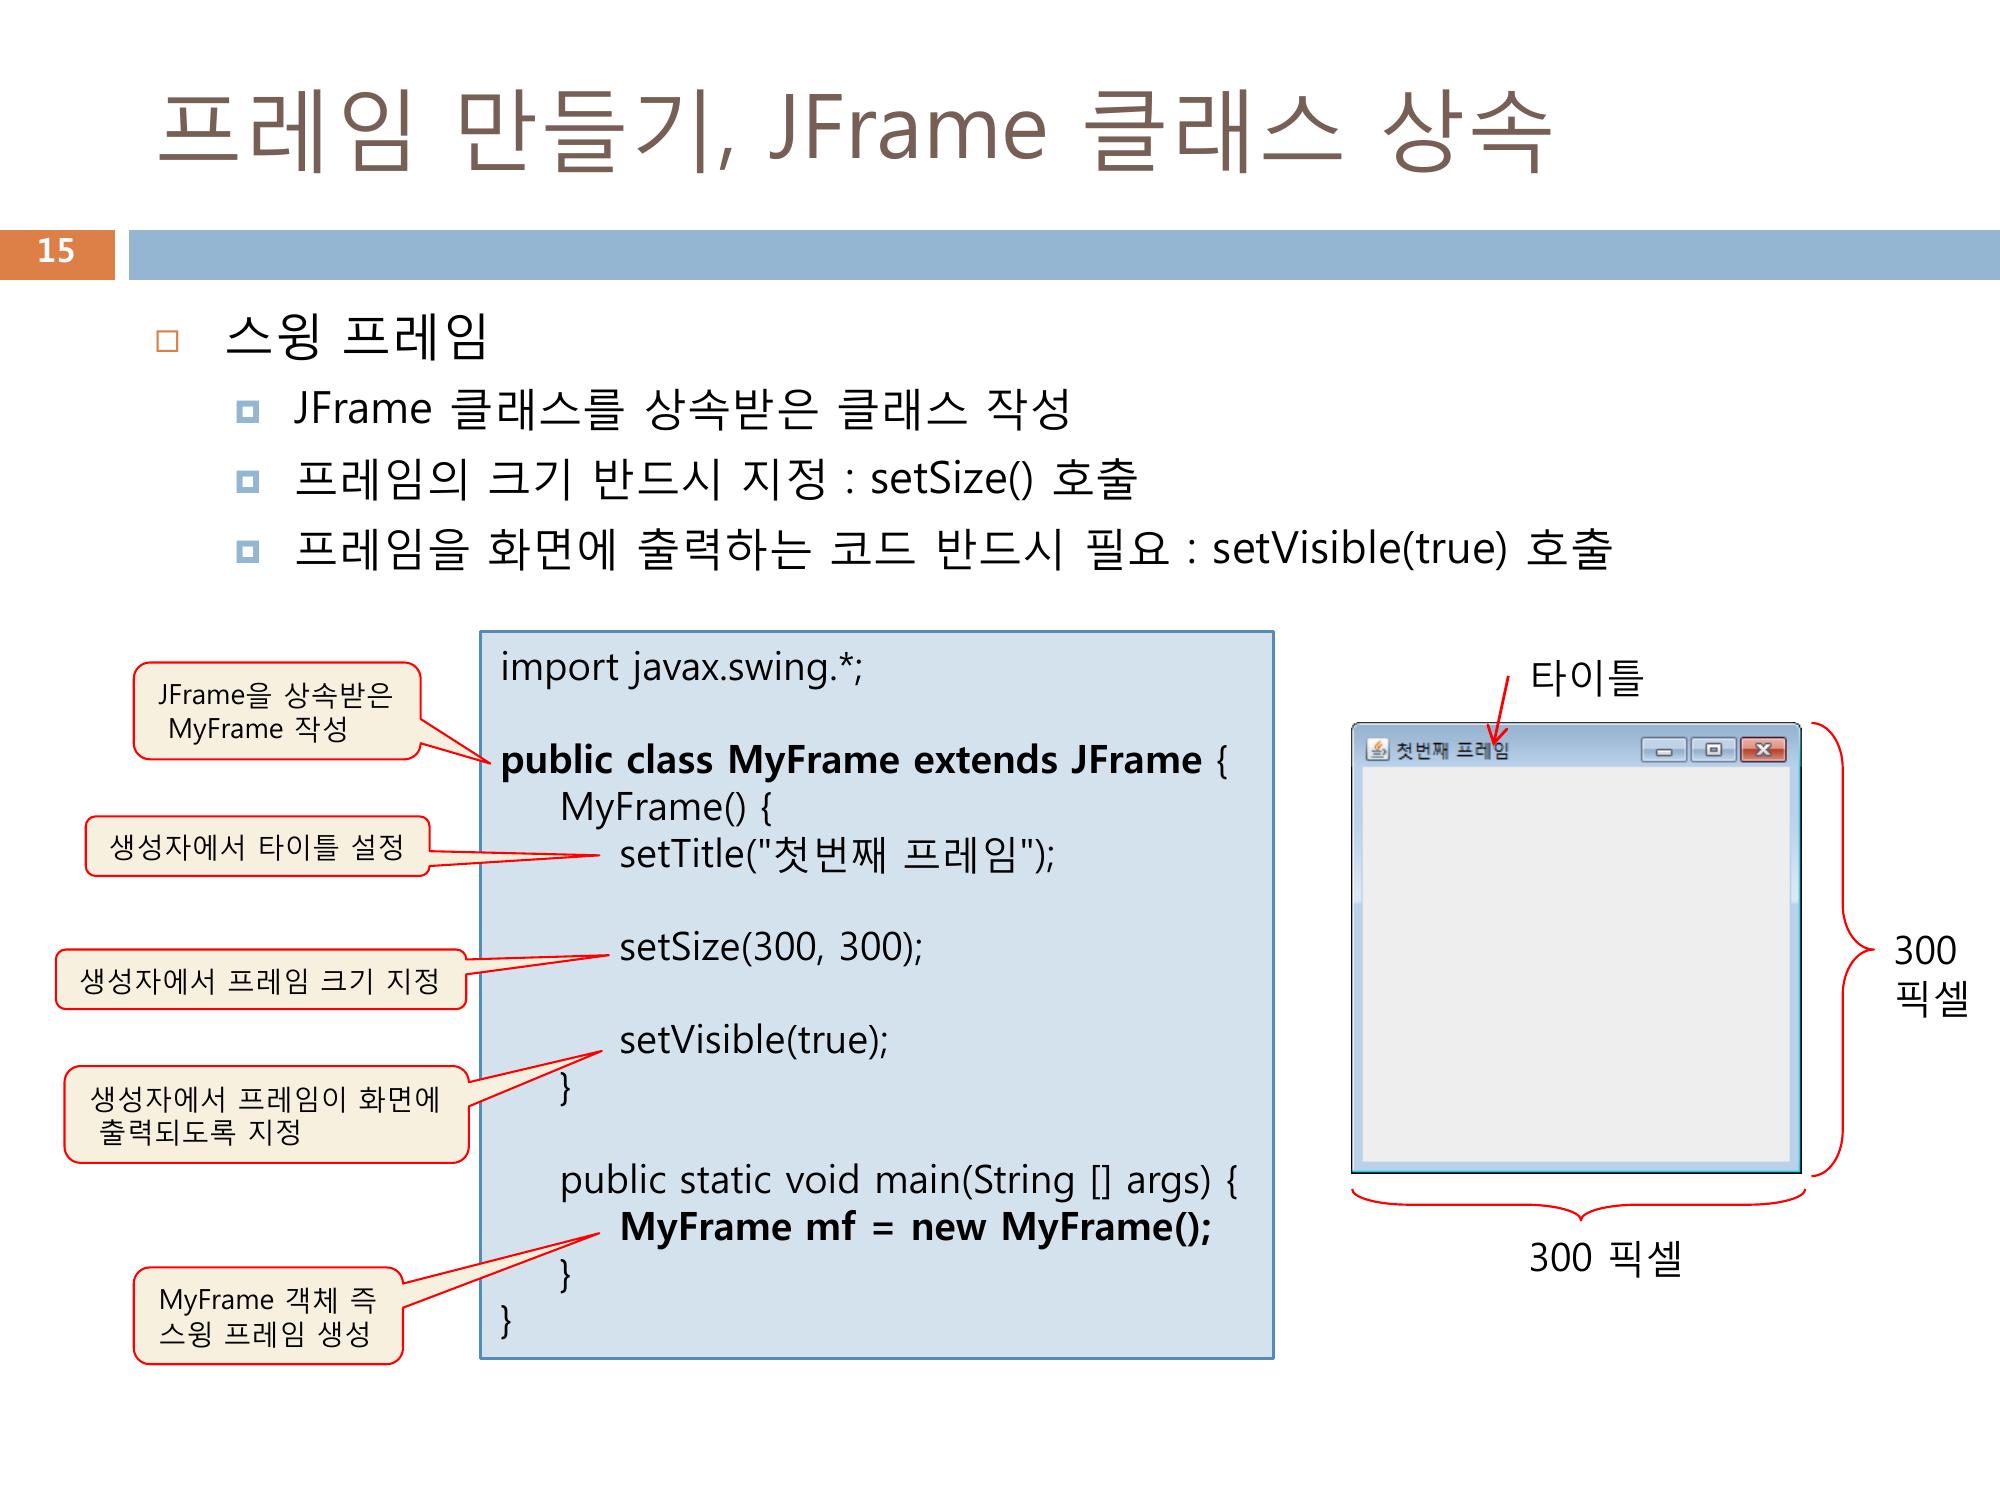 프레임 만들기, JFrame 클래스 상속
15
스윙 프레임
JFrame 클래스를 상속받은 클래스 작성
프레임의 크기 반드시 지정 : setSize() 호출
프레임을 화면에 출력하는 코드 반드시 필요 : setVisible(true) 호출
JFrame을 상속받은
MyFrame 작성
생성자에서 타이틀 설정
생성자에서 프레임 크기 지정
생성자에서 프레임이 화면에
출력되도록 지정
MyFrame 객체 즉
스윙 프레임 생성
import javax.swing.*;
public class MyFrame extends JFrame {
MyFrame() {
setTitle("첫번째 프레임");
setSize(300, 300);
setVisible(true);
}
public static void main(String [] args) {
MyFrame mf = new MyFrame();
}
}
타이틀
첫번째 프레임
300
픽셀
300 픽셀